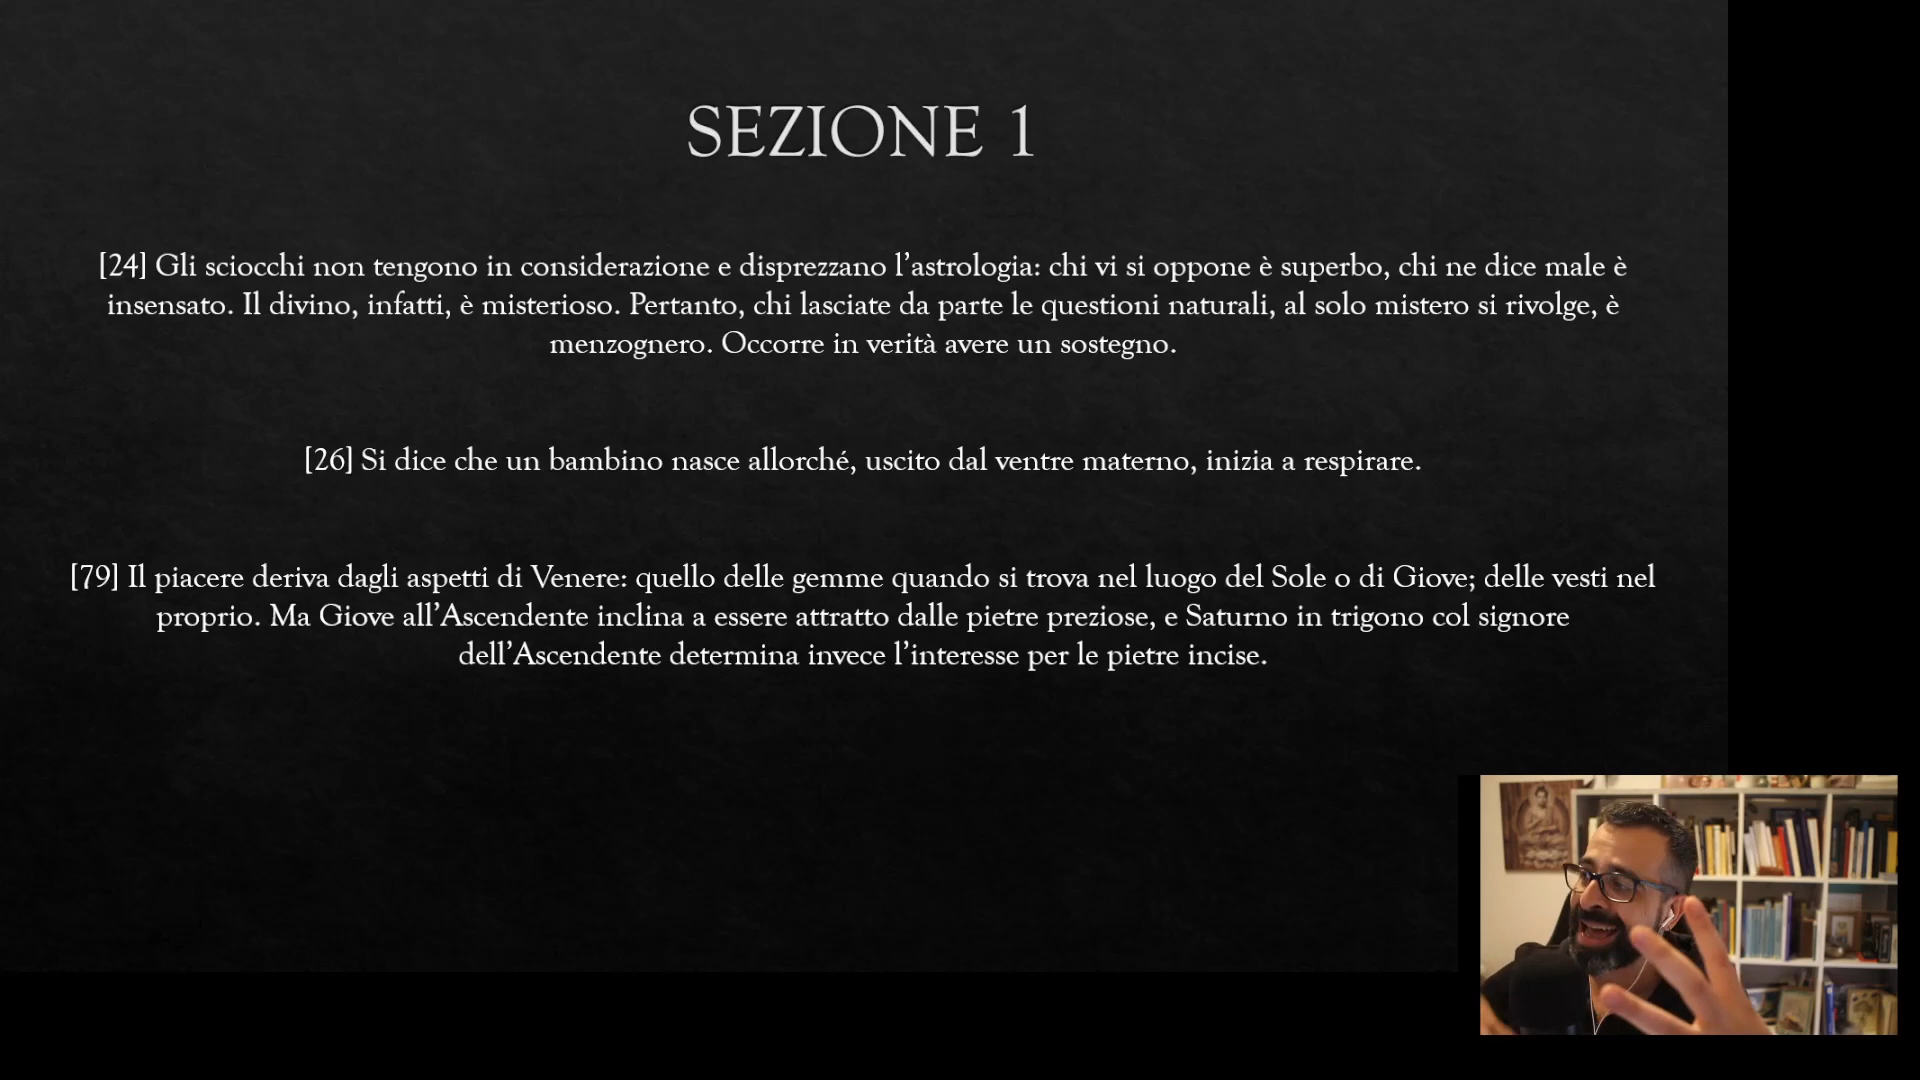 SEZIONE 1
[24] Gli sciocchi non tengono in considerazione e disprezzano l’astrologia: chi vi si oppone è superbo, chi ne dice male è
insensato. Il divino, infatti, è misterioso. Pertanto, chi lasciate da parte le questioni naturali, al solo mistero si rivolge, è
menzognero. Occorre in verità avere un sostegno.
[26] Si dice che un bambino nasce allorché, uscito dal ventre materno, inizia a respirare.
[79] Il piacere deriva dagli aspetti di Venere: quello delle gemme quando si trova nel luogo del Sole o di Giove; delle vesti nel
proprio. Ma Giove all’Ascendente inclina a essere attratto dalle pietre preziose, e Saturno in trigono col signore
dell’Ascendente determina invece l’interesse per le pietre incise.